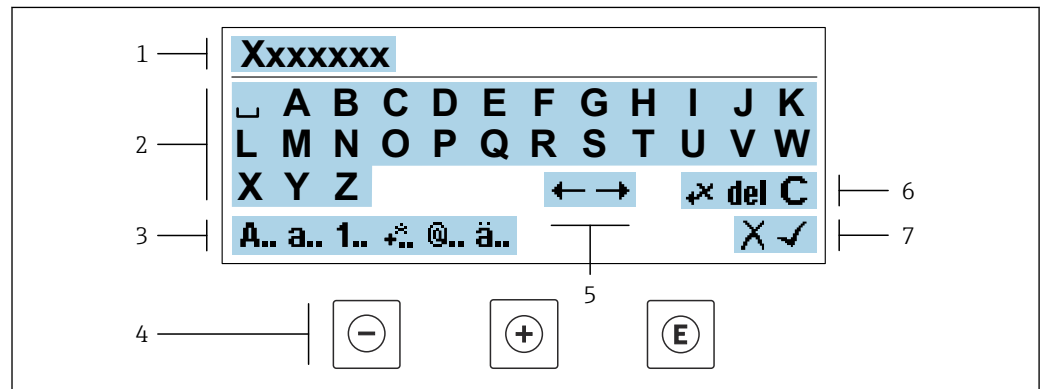 1 Xxxxxxx
2
␣ A B C D E F G H I J K
L M N O P Q R S T U V W
X Y Z ← → +× del C 6
3 A.. a.. 1.. +*.. @.. ä.. X ✓ 7
5
4 − + E